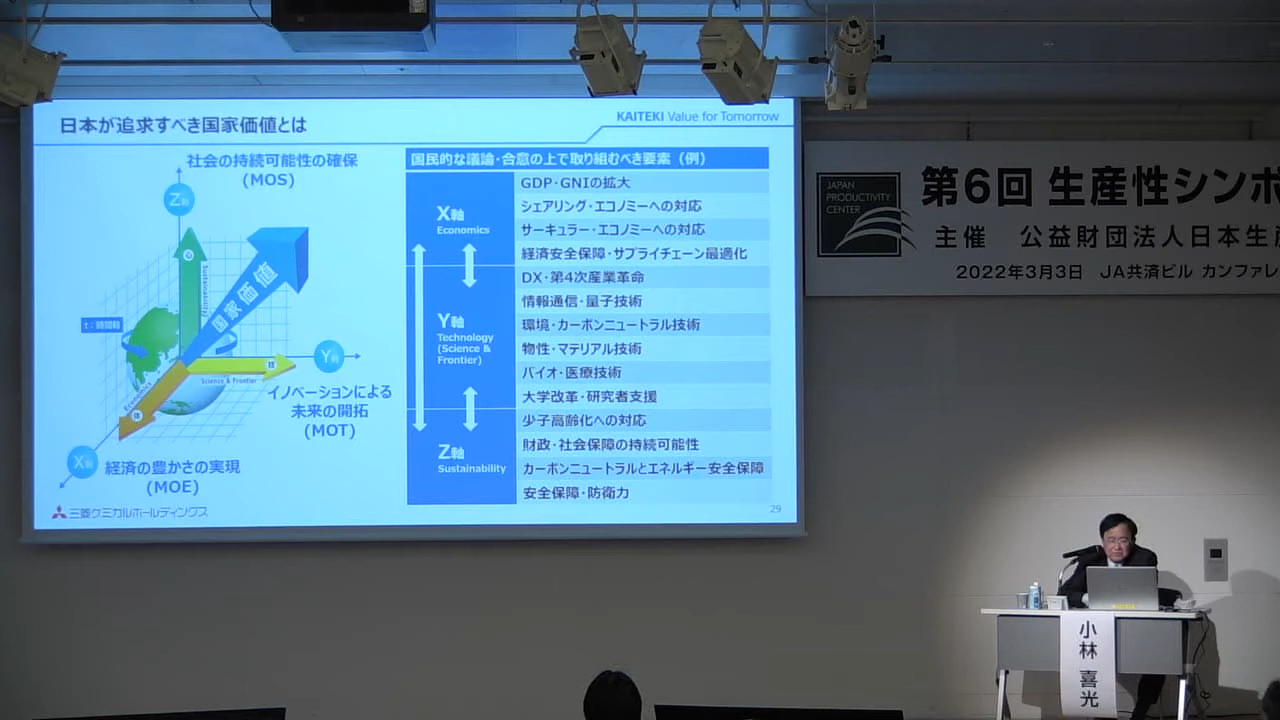 日本が追求すべき国家価値とは
KAITEKI Value for Tomorrow
社会の持続可能性の確保
(MOS)
Z軸
Sustainability
心
国家価値
t：時間軸
Economics
体
Science & Frontier
技
Y軸
イノベーションによる
未来の開拓
(MOT)
X軸
経済の豊かさの実現
(MOE)
三菱ケミカルホールディングス
国民的な議論・合意の上で取り組むべき要素（例）
X軸
Economics
GDP・GNIの拡大
シェアリング・エコノミーへの対応
サーキュラー・エコノミーへの対応
経済安全保障・サプライチェーン最適化
Y軸
Technology
(Science &
Frontier)
DX・第4次産業革命
情報通信・量子技術
環境・カーボンニュートラル技術
物性・マテリアル技術
バイオ・医療技術
大学改革・研究者支援
Z軸
Sustainability
少子高齢化への対応
財政・社会保障の持続可能性
カーボンニュートラルとエネルギー安全保障
安全保障・防衛力
29
JAPAN
PRODUCTIVITY
CENTER
第6回 生産性シンポ
主催 公益財団法人日本生産
2022年3月3日 JA共済ビル カンファレ
小林 喜光